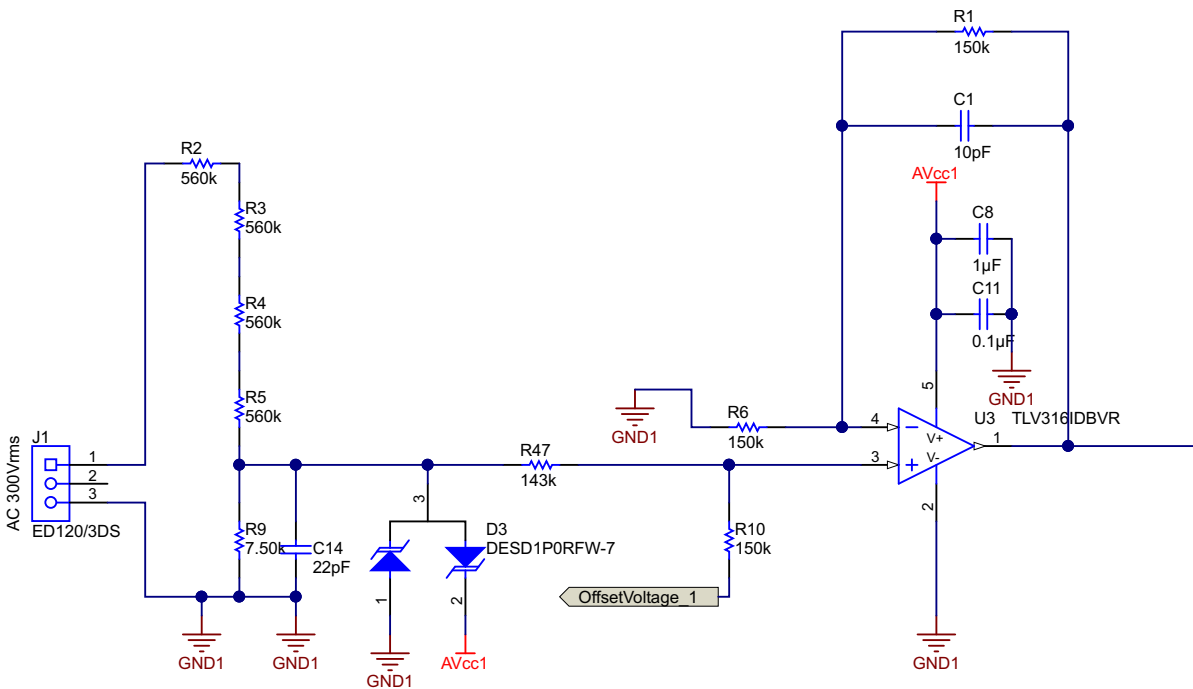 R1
150k
C1
10pF
R2
560k
AVcc1
R3
560k
C8
1µF
R4
560k
C11
0.1µF
GND1
R5
560k
5
U3 TLV316IDBVR
R6
150k
GND1
4
V+
V-
1
3
2
AC 300Vrms
J1
1
2
3
ED120/3DS
R47
143k
3
R9
7.50k
C14
22pF
D3
DESD1P0RFW-7
R10
150k
1
2
OffsetVoltage_1
GND1
GND1
GND1
AVcc1
GND1